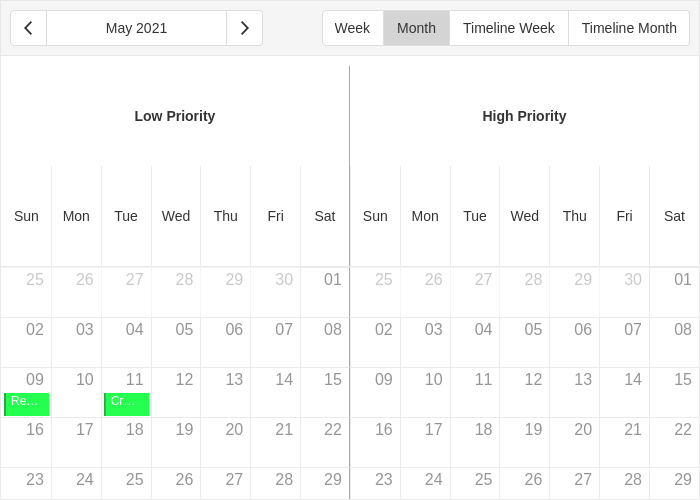 May 2021 Week Month Timeline Week Timeline Month
Low Priority High Priority
Sun Mon Tue Wed Thu Fri Sat Sun Mon Tue Wed Thu Fri Sat
25 26 27 28 29 30 01 25 26 27 28 29 30 01
02 03 04 05 06 07 08 02 03 04 05 06 07 08
09 10 11 12 13 14 15 09 10 11 12 13 14 15
Re... Cr...
16 17 18 19 20 21 22 16 17 18 19 20 21 22
23 24 25 26 27 28 29 23 24 25 26 27 28 29